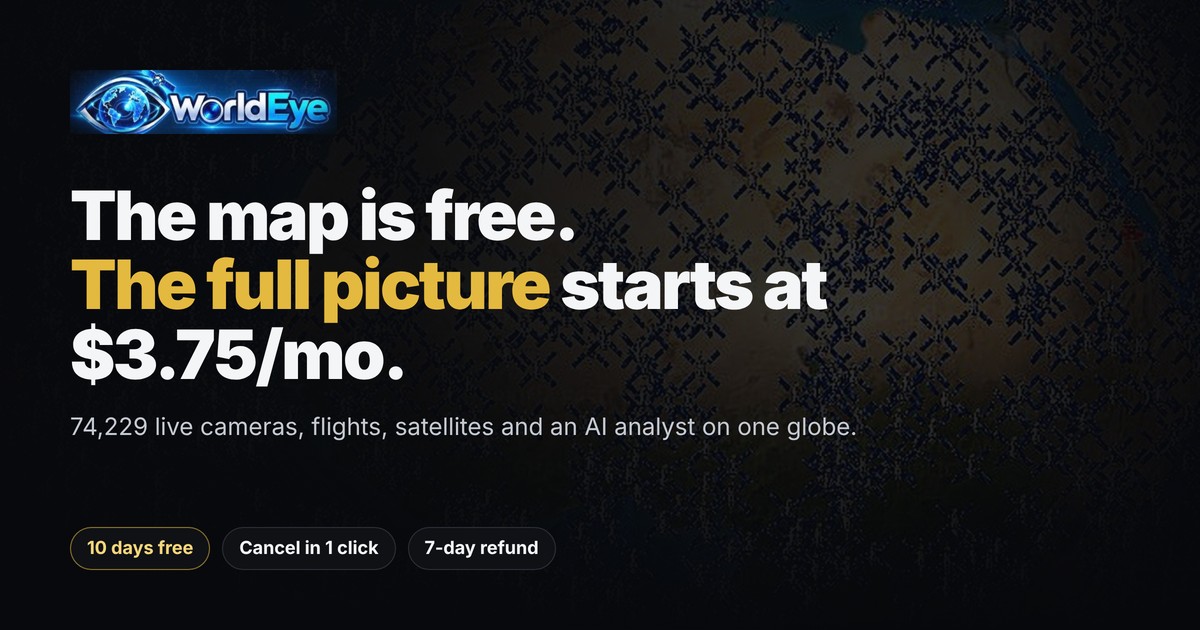 WorldEye
The map is free.
The full picture starts at
$3.75/mo.
74,229 live cameras, flights, satellites and an AI analyst on one globe.
10 days free
Cancel in 1 click
7-day refund